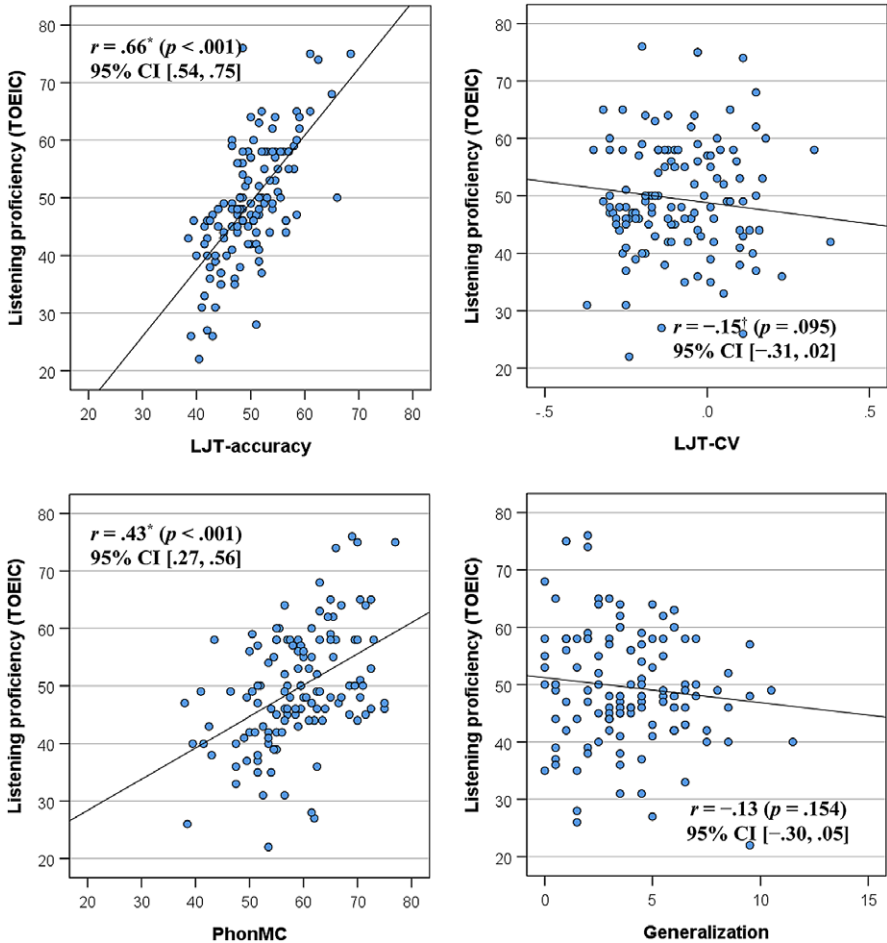 r = .66* (p < .001)
95% CI [.54, .75]
Listening proficiency (TOEIC)
80
70
60
50
40
30
20
20 30 40 50 60 70 80
LJT-accuracy
Listening proficiency (TOEIC)
80
70
60
50
40
30
20
r = −.15† (p = .095)
95% CI [−.31, .02]
-.5 .0 .5
LJT-CV
r = .43* (p < .001)
95% CI [.27, .56]
Listening proficiency (TOEIC)
80
70
60
50
40
30
20
20 30 40 50 60 70 80
PhonMC
Listening proficiency (TOEIC)
80
70
60
50
40
30
20
r = −.13 (p = .154)
95% CI [−.30, .05]
0 5 10 15
Generalization